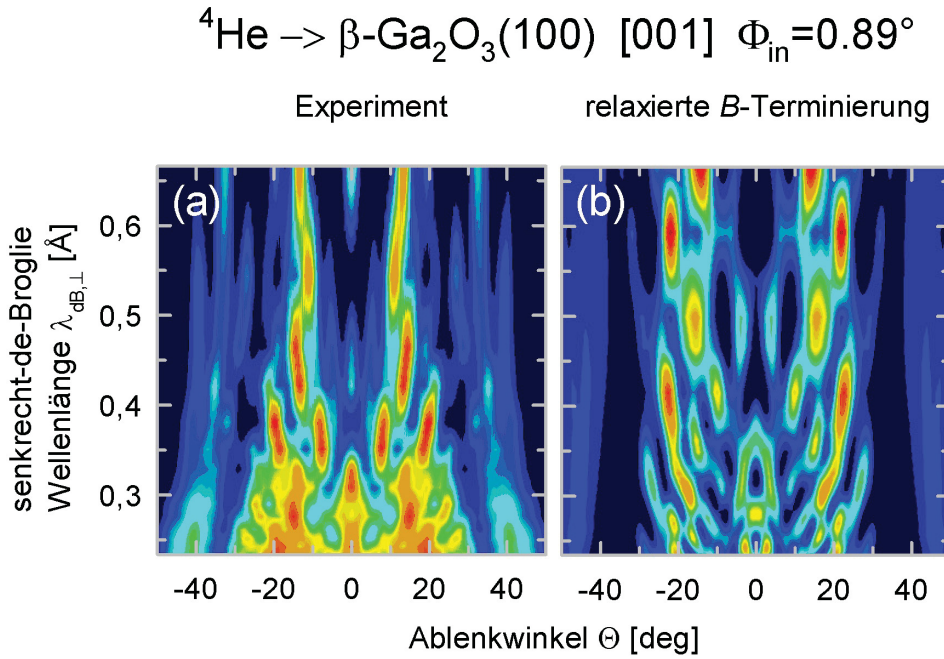 ⁴He –> β-Ga₂O₃(100) [001] Φᵢₙ=0.89°
Experiment
relaxierte B-Terminierung
(a)
(b)
senkrecht-de-Broglie
Wellenlänge λ_dB,⊥ [Å]
0,6
0,5
0,4
0,3
-40 -20 0 20 40
-40 -20 0 20 40
Ablenkwinkel Θ [deg]